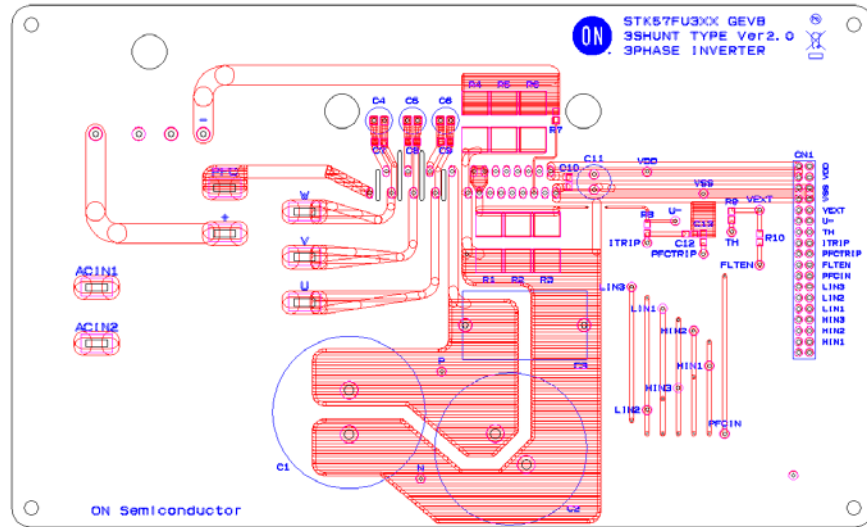 ON
STK57FU3XX GEVB
3SHUNT TYPE Ver2.0
3PHASE INVERTER
Pb
R4 R5 R6
C4 C5 C6
-
R7
C7 C8 C9
C10
C11
VDD
CN1
VDD
PFC
VSS
VSS
W
R9
VEXT
VEXT
+
R8
U-
U-
C13
TH
ITRIP
C12
TH
R10
ITRIP
V
PFCTRIP
PFCTRIP
FLTEN
FLTEN
ACIN1
R1 R2 R3
PFCIN
U
LIN3
LIN3
LIN1
LIN2
LIN1
HIN2
HIN3
ACIN2
HIN2
P
C3
HIN1
HIN1
HIN3
LIN2
PFCIN
C1
N
ON Semiconductor
C2